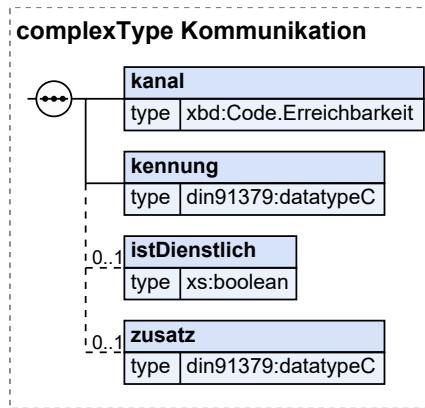 complexType Kommunikation
kanal
type xbd:Code.Erreichbarkeit
kennung
type din91379:datatypeC
0..1 istDienstlich
type xs:boolean
0..1 zusatz
type din91379:datatypeC